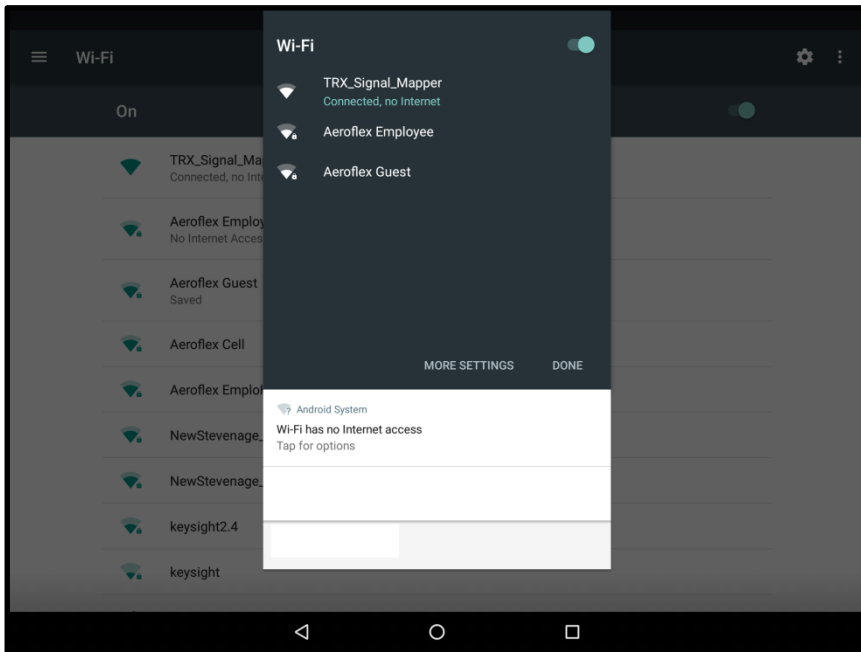 Wi-Fi
On
TRX_Signal_Ma
Connected, no Inte
Aeroflex Employ
No Internet Acces
Aeroflex Guest
Saved
Aeroflex Cell
Aeroflex Emplo
NewStevenage_
NewStevenage_
keysight2.4
keysight
Wi-Fi
TRX_Signal_Mapper
Connected, no Internet
Aeroflex Employee
Aeroflex Guest
MORE SETTINGS DONE
Android System
Wi-Fi has no Internet access
Tap for options